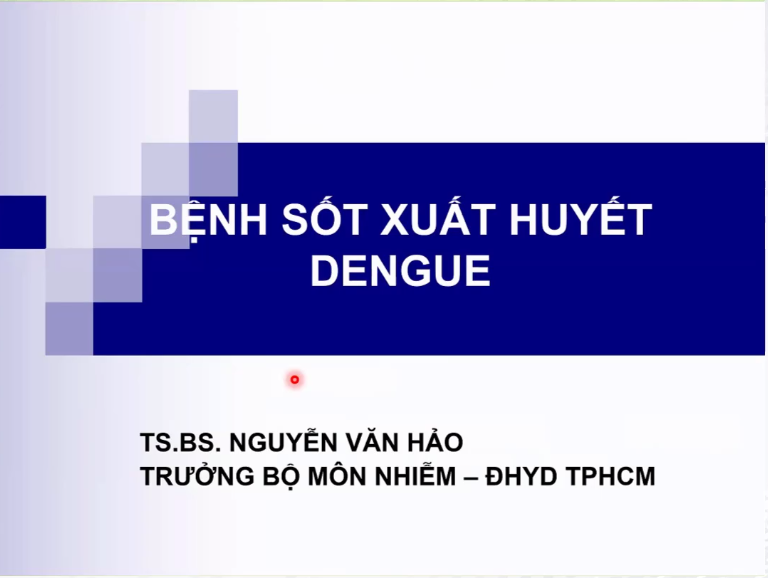 BỆNH SỐT XUẤT HUYẾT
DENGUE
TS.BS. NGUYỄN VĂN HẢO
TRƯỞNG BỘ MÔN NHIỄM – ĐHYD TPHCM